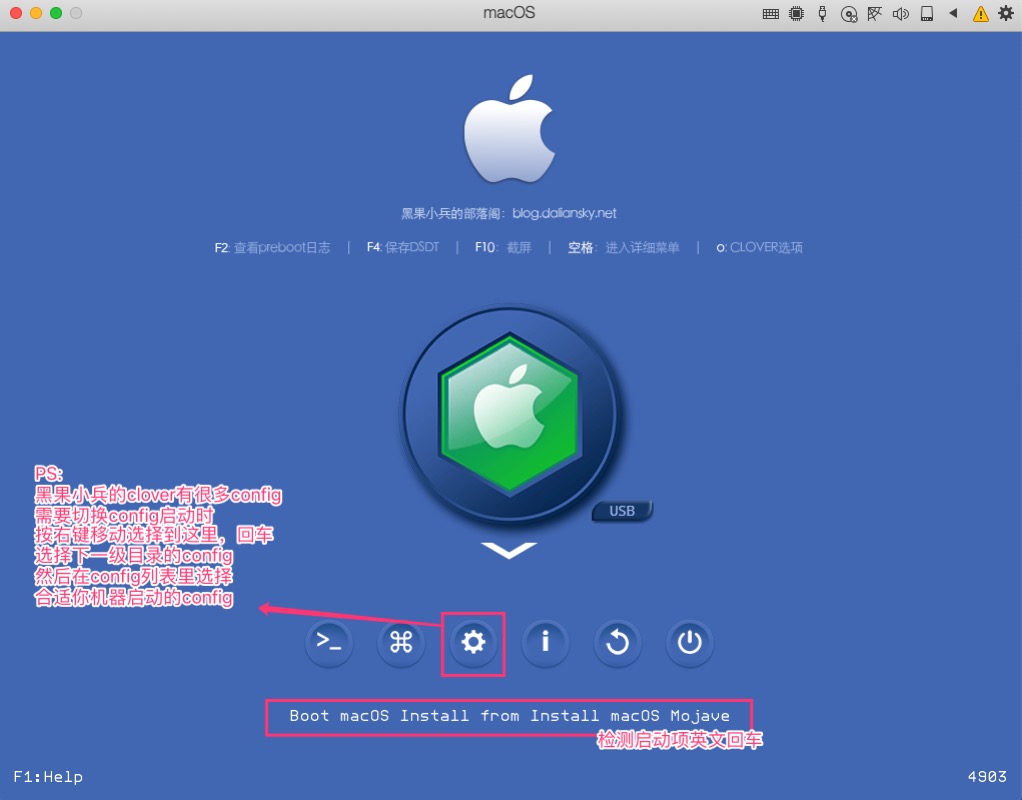 macOS
黑果小兵的部落阁：blog.daliansky.net
F2: 查看preboot日志 | F4: 保存DSDT | F10: 截屏 | 空格: 进入详细菜单 | o: CLOVER选项
USB
PS:
黑果小兵的clover有很多config
需要切换config启动时
按右键移动选择到这里，回车
选择下一级目录的config
然后在config列表里选择
合适你机器启动的config
Boot macOS Install from Install macOS Mojave
检测启动项英文回车
F1:Help
4903